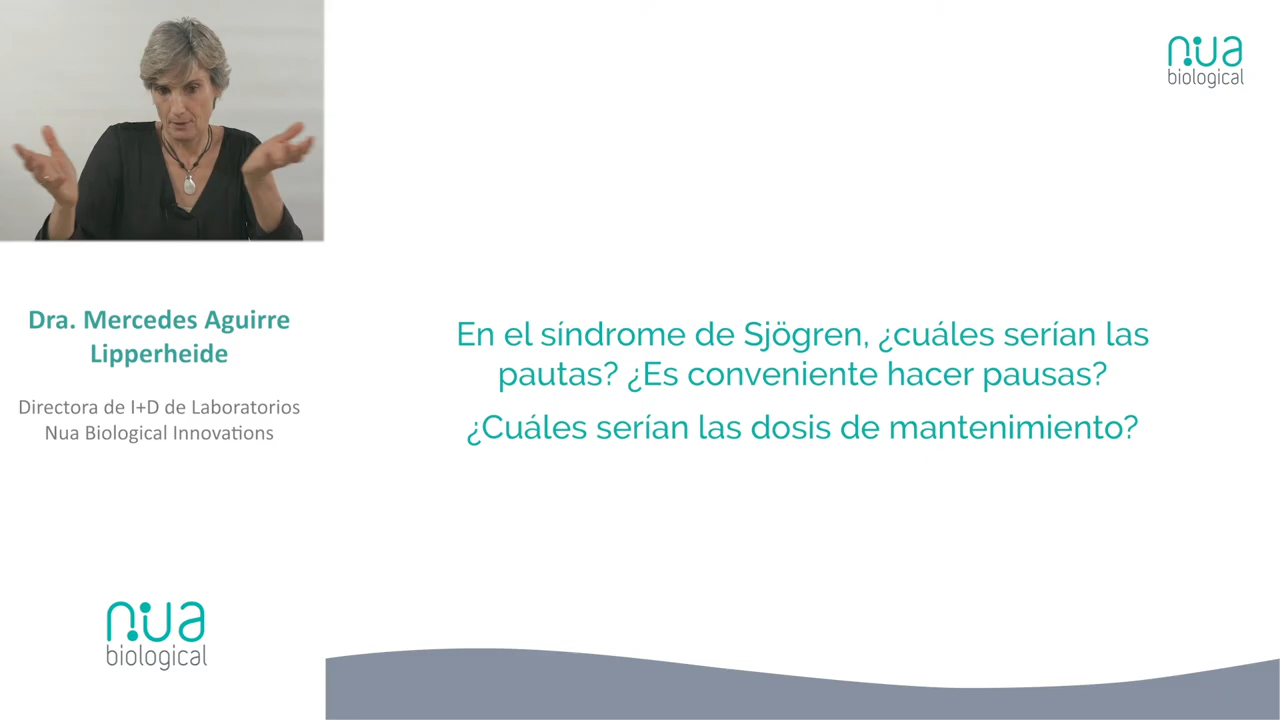 nua
biological
Dra. Mercedes Aguirre
Lipperheide
Directora de I+D de Laboratorios
Nua Biological Innovations
En el síndrome de Sjögren, ¿cuáles serían las
pautas? ¿Es conveniente hacer pausas?
¿Cuáles serían las dosis de mantenimiento?
nua
biological